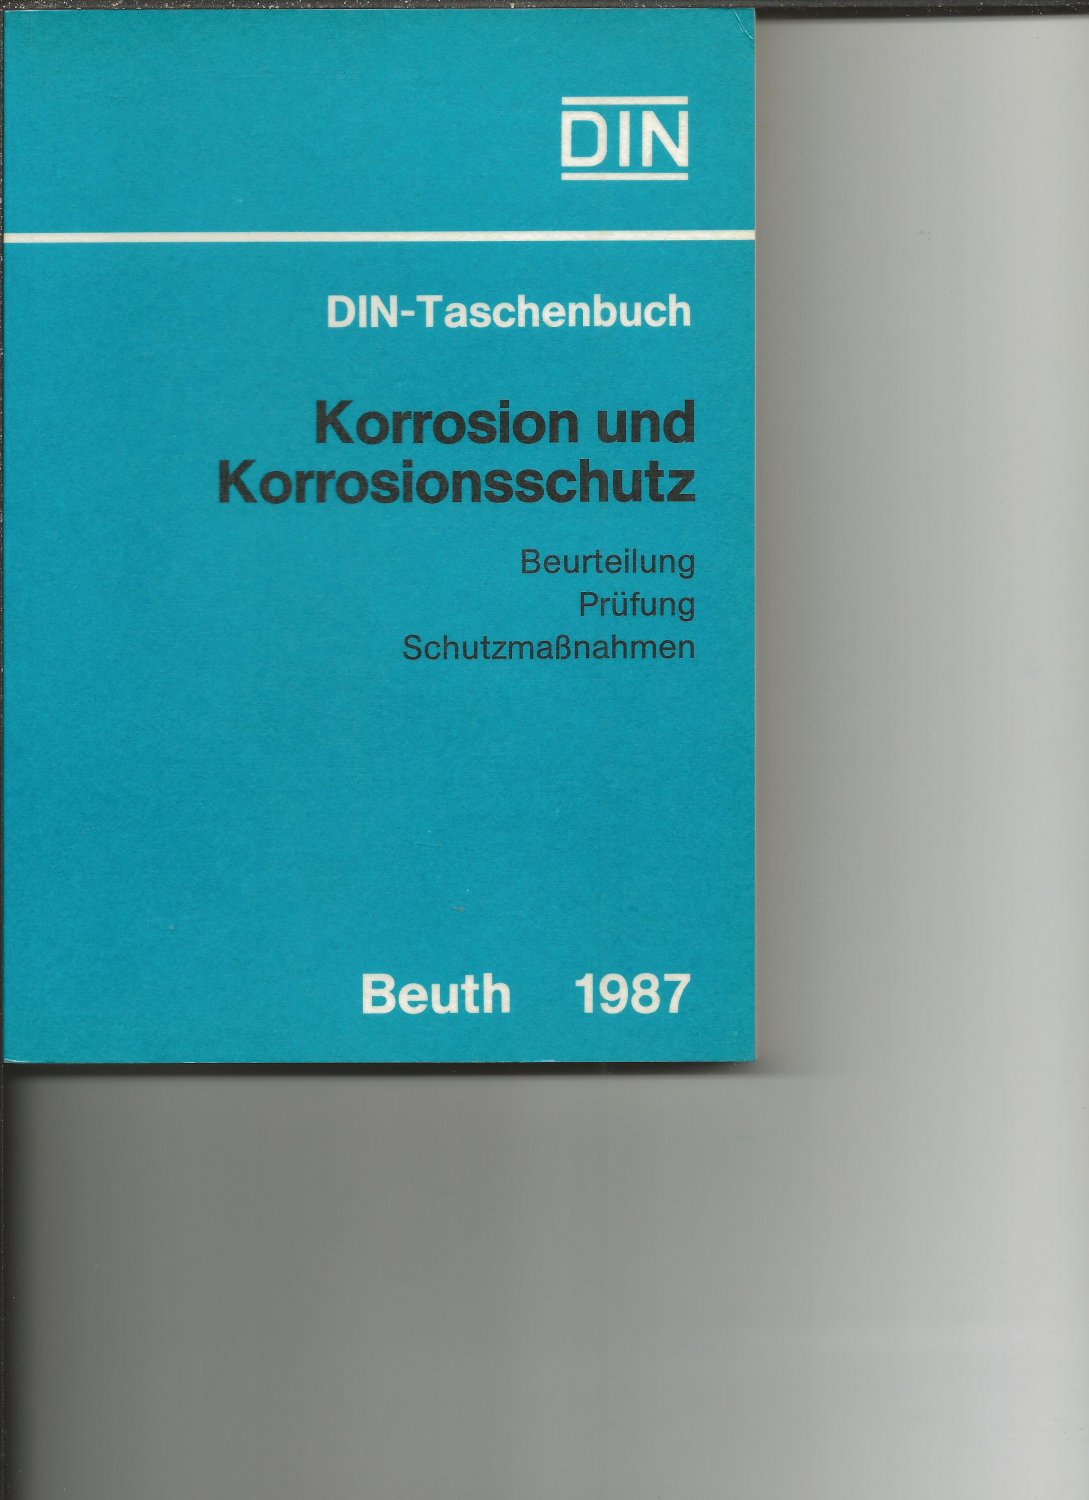 DIN
DIN-Taschenbuch
Korrosion und
Korrosionsschutz
Beurteilung
Prüfung
Schutzmaßnahmen
Beuth 1987